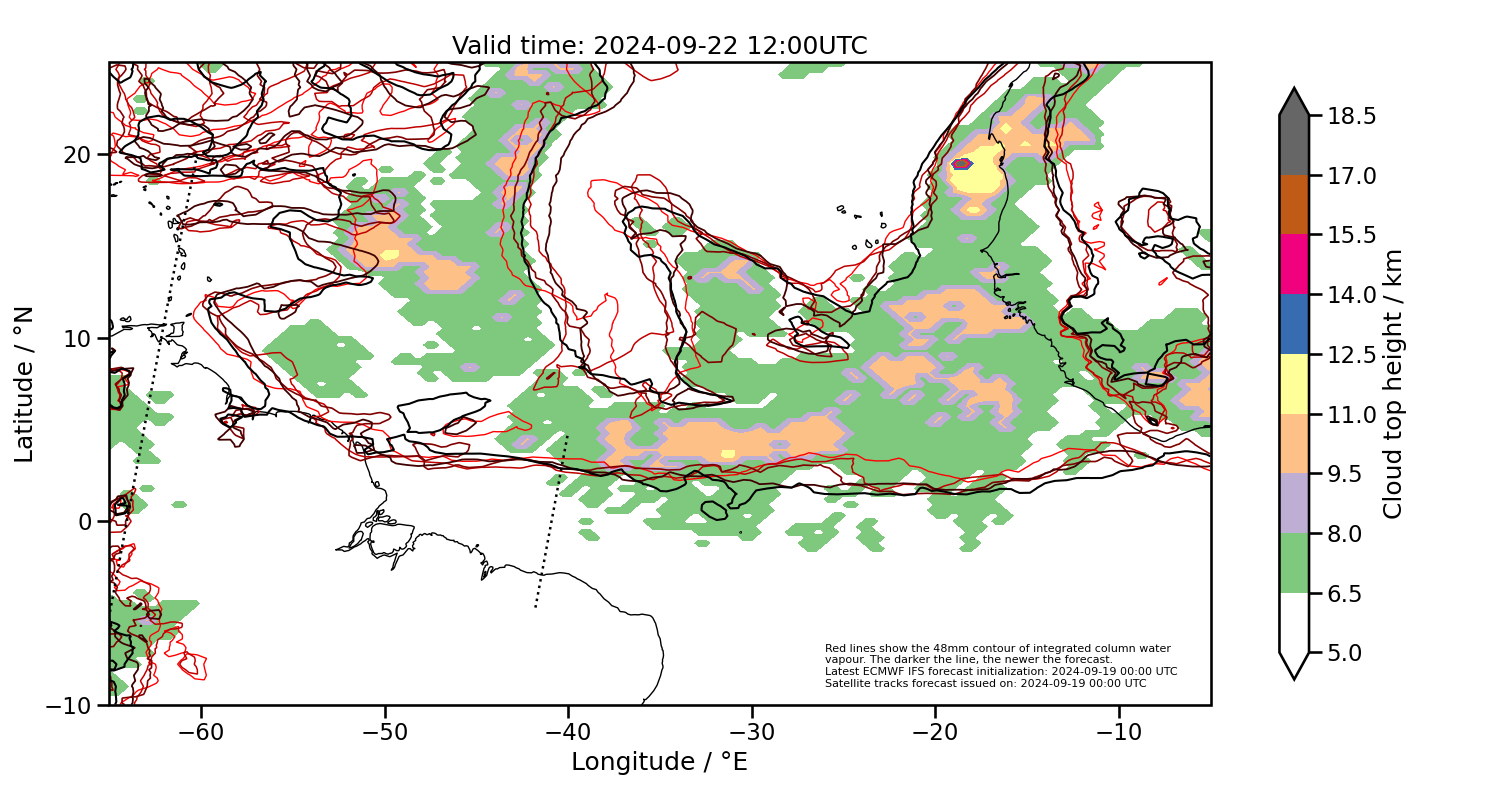 Valid time: 2024-09-22 12:00UTC
20
10
0
−10
Latitude / °N
−60
−50
−40
−30
−20
−10
Longitude / °E
Red lines show the 48mm contour of integrated column water
vapour. The darker the line, the newer the forecast.
Latest ECMWF IFS forecast initialization: 2024-09-19 00:00 UTC
Satellite tracks forecast issued on: 2024-09-19 00:00 UTC
18.5
17.0
15.5
14.0
12.5
11.0
9.5
8.0
6.5
5.0
Cloud top height / km